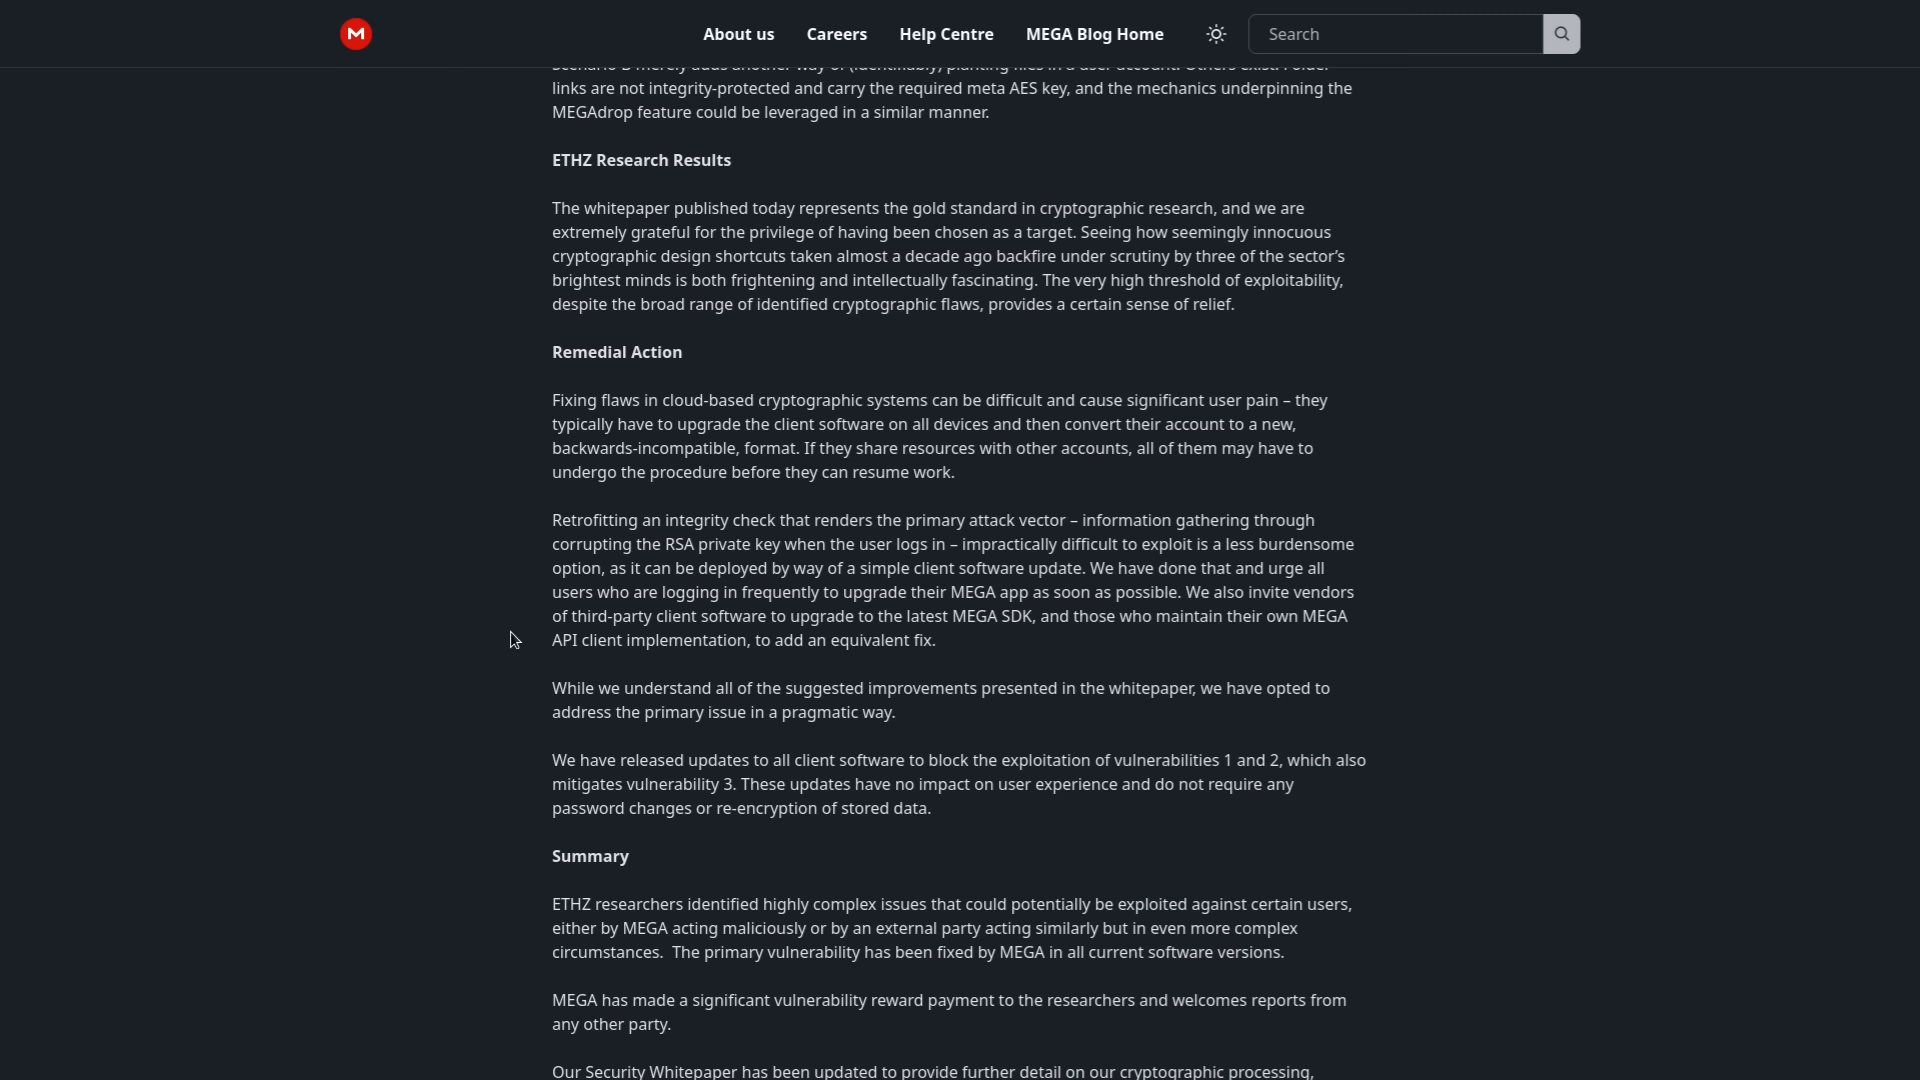 About us
Careers
Help Centre
MEGA Blog Home
Search
Scenario B merely adds another way of (identifiably) planting files in a user account. Others exist: Folder
links are not integrity-protected and carry the required meta AES key, and the mechanics underpinning the
MEGAdrop feature could be leveraged in a similar manner.
ETHZ Research Results
The whitepaper published today represents the gold standard in cryptographic research, and we are
extremely grateful for the privilege of having been chosen as a target. Seeing how seemingly innocuous
cryptographic design shortcuts taken almost a decade ago backfire under scrutiny by three of the sector’s
brightest minds is both frightening and intellectually fascinating. The very high threshold of exploitability,
despite the broad range of identified cryptographic flaws, provides a certain sense of relief.
Remedial Action
Fixing flaws in cloud-based cryptographic systems can be difficult and cause significant user pain – they
typically have to upgrade the client software on all devices and then convert their account to a new,
backwards-incompatible, format. If they share resources with other accounts, all of them may have to
undergo the procedure before they can resume work.
Retrofitting an integrity check that renders the primary attack vector – information gathering through
corrupting the RSA private key when the user logs in – impractically difficult to exploit is a less burdensome
option, as it can be deployed by way of a simple client software update. We have done that and urge all
users who are logging in frequently to upgrade their MEGA app as soon as possible. We also invite vendors
of third-party client software to upgrade to the latest MEGA SDK, and those who maintain their own MEGA
API client implementation, to add an equivalent fix.
While we understand all of the suggested improvements presented in the whitepaper, we have opted to
address the primary issue in a pragmatic way.
We have released updates to all client software to block the exploitation of vulnerabilities 1 and 2, which also
mitigates vulnerability 3. These updates have no impact on user experience and do not require any
password changes or re-encryption of stored data.
Summary
ETHZ researchers identified highly complex issues that could potentially be exploited against certain users,
either by MEGA acting maliciously or by an external party acting similarly but in even more complex
circumstances.  The primary vulnerability has been fixed by MEGA in all current software versions.
MEGA has made a significant vulnerability reward payment to the researchers and welcomes reports from
any other party.
Our Security Whitepaper has been updated to provide further detail on our cryptographic processing,